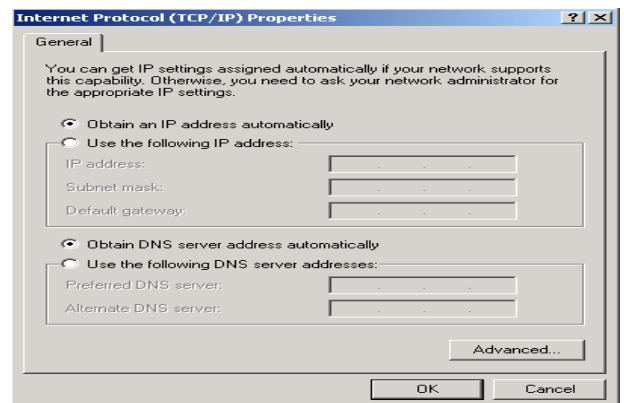 Internet Protocol (TCP/IP) Properties
General
You can get IP settings assigned automatically if your network supports
this capability. Otherwise, you need to ask your network administrator for
the appropriate IP settings.
Obtain an IP address automatically
Use the following IP address:
IP address:
Subnet mask:
Default gateway:
Obtain DNS server address automatically
Use the following DNS server addresses:
Preferred DNS server:
Alternate DNS server:
Advanced...
OK
Cancel